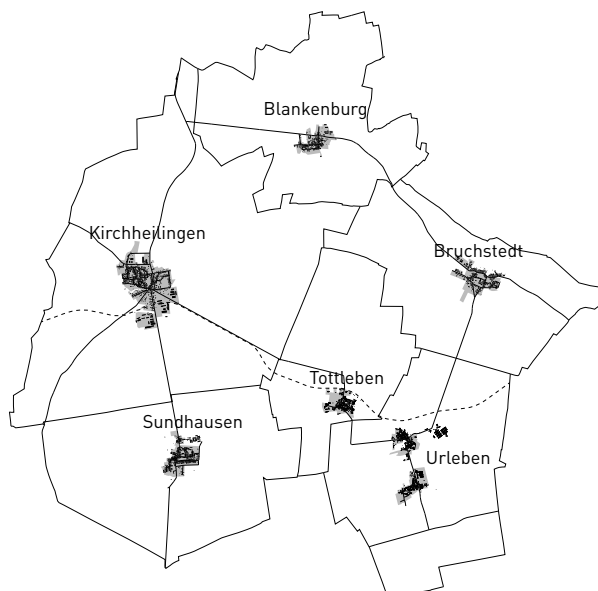 Blankenburg
Kirchheilingen
Bruchstedt
Tottleben
Sundhausen
Urleben